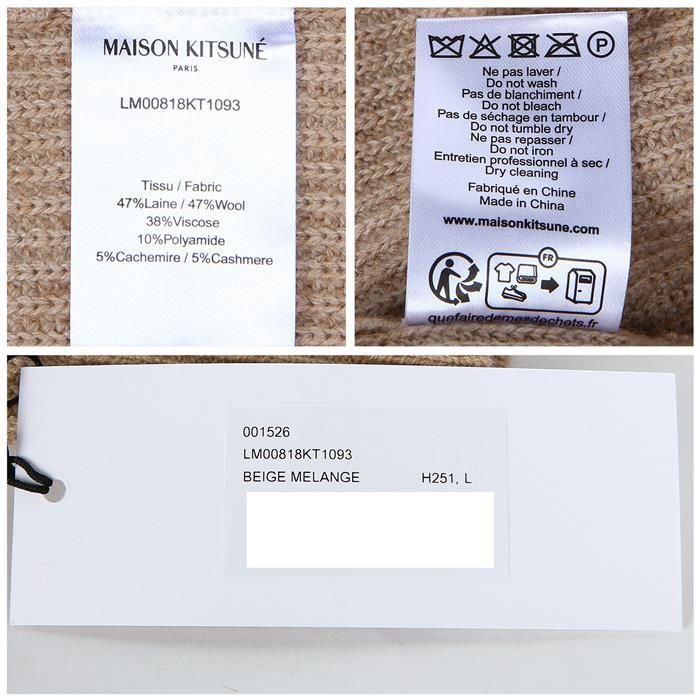 MAISON KITSUNÉ
PARIS
LM00818KT1093
Tissu / Fabric
47%Laine / 47%Wool
38%Viscose
10%Polyamide
5%Cachemire / 5%Cashmere
P
Ne pas laver /
Do not wash
Pas de blanchiment /
Do not bleach
Pas de séchage en tambour /
Do not tumble dry
Ne pas repasser /
Do not iron
Entretien professionnel à sec /
Dry cleaning
Fabriqué en Chine
Made in China
www.maisonkitsune.com
FR
quefairedemesdechets.fr
001526
LM00818KT1093
BEIGE MELANGE H251, L